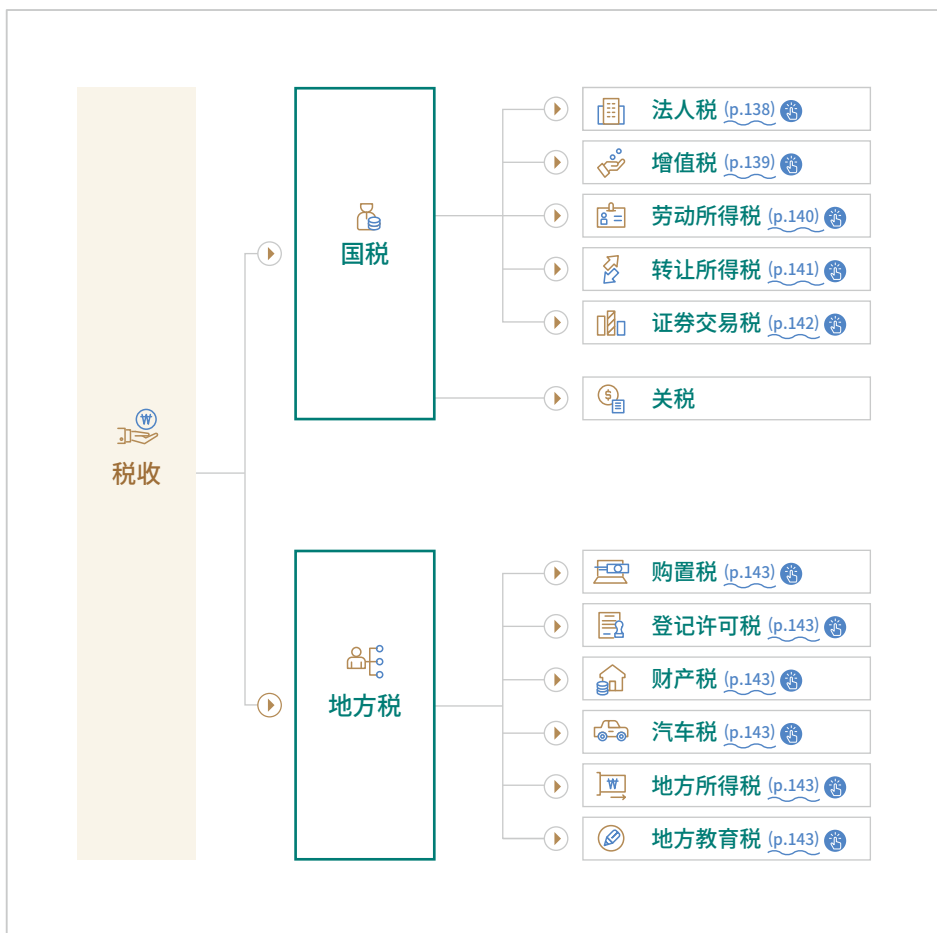 税收
国税
法人税 (p.138)
增值税 (p.139)
劳动所得税 (p.140)
转让所得税 (p.141)
证券交易税 (p.142)
关税
地方税
购置税 (p.143)
登记许可税 (p.143)
财产税 (p.143)
汽车税 (p.143)
地方所得税 (p.143)
地方教育税 (p.143)